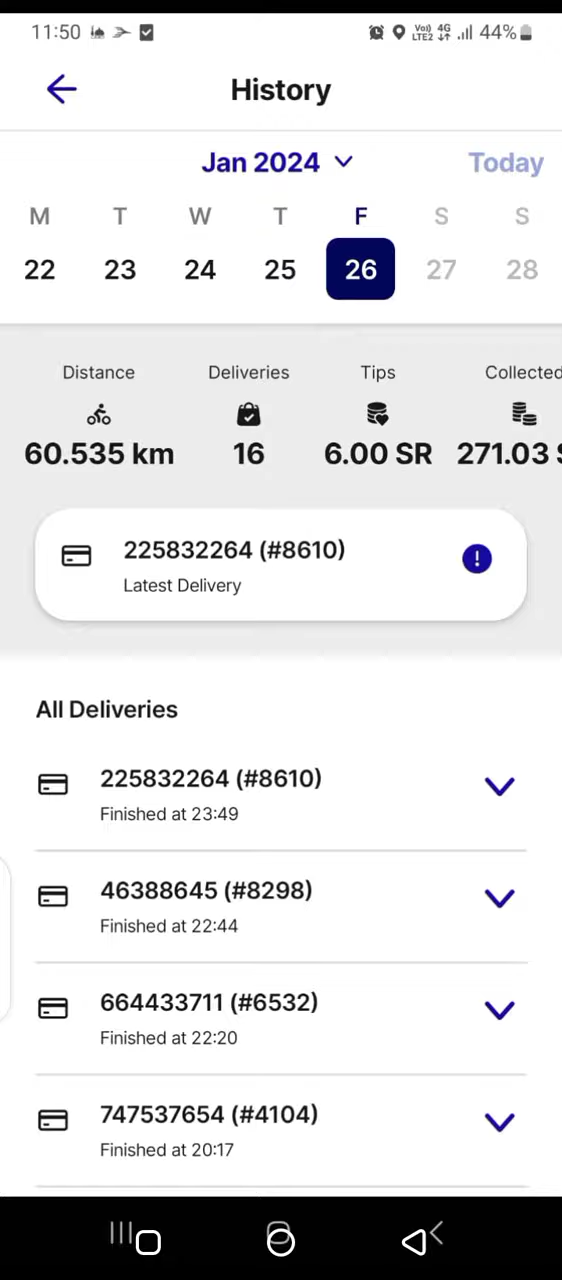 11:50 Vo)) LTE2 4G 44%
History
Jan 2024 Today
M T W T F S S
22 23 24 25 26 27 28
Distance Deliveries Tips Collected
60.535 km 16 6.00 SR 271.03
225832264 (#8610)
Latest Delivery
All Deliveries
225832264 (#8610)
Finished at 23:49
46388645 (#8298)
Finished at 22:44
664433711 (#6532)
Finished at 22:20
747537654 (#4104)
Finished at 20:17